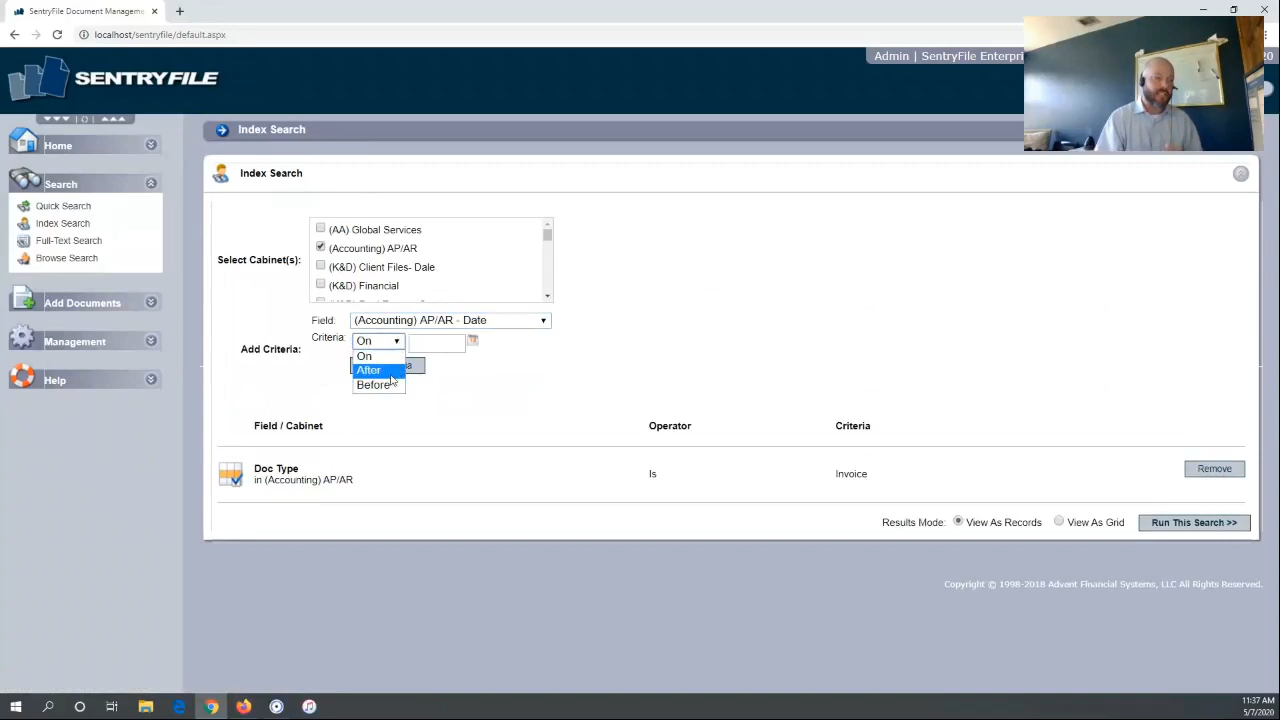 SentryFile Document Manageme
localhost/sentryfile/default.aspx
Admin | SentryFile Enterpri
20
SENTRYFILE
Home
Search
Quick Search
Index Search
Full-Text Search
Browse Search
Add Documents
Management
Help
Index Search
Index Search
Select Cabinet(s):
(AA) Global Services
(Accounting) AP/AR
(K&D) Client Files- Dale
(K&D) Financial
Add Criteria:
Field: (Accounting) AP/AR - Date
Criteria: On
On
After
Before
Field / Cabinet Operator Criteria
Doc Type
in (Accounting) AP/AR
Is
Invoice
Remove
Results Mode: View As Records View As Grid Run This Search >>
Copyright © 1998-2018 Advent Financial Systems, LLC All Rights Reserved.
11:37 AM
5/7/2020